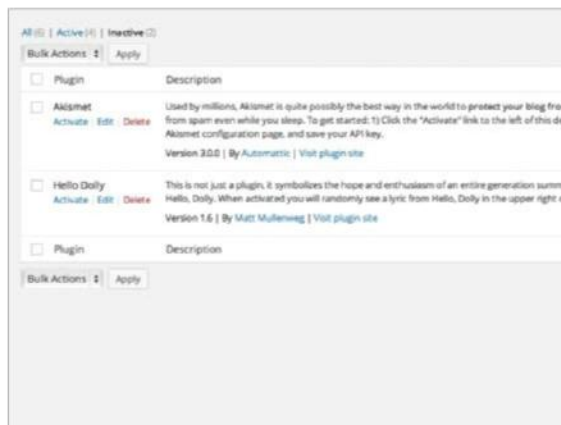 All (6) | Active (4) | Inactive (2)
Bulk Actions Apply
Plugin Description
Akismet Used by millions, Akismet is quite possibly the best way in the world to protect your blog fro
Activate | Edit | Delete from spam even while you sleep. To get started: 1) Click the "Activate" link to the left of this de
Akismet configuration page, and save your API key.
Version 3.0.0 | By Automattic | Visit plugin site
Hello Dolly This is not just a plugin, it symbolizes the hope and enthusiasm of an entire generation summ
Activate | Edit | Delete Hello, Dolly. When activated you will randomly see a lyric from Hello, Dolly in the upper right
Version 1.6 | By Matt Mullenweg | Visit plugin site
Plugin Description
Bulk Actions Apply